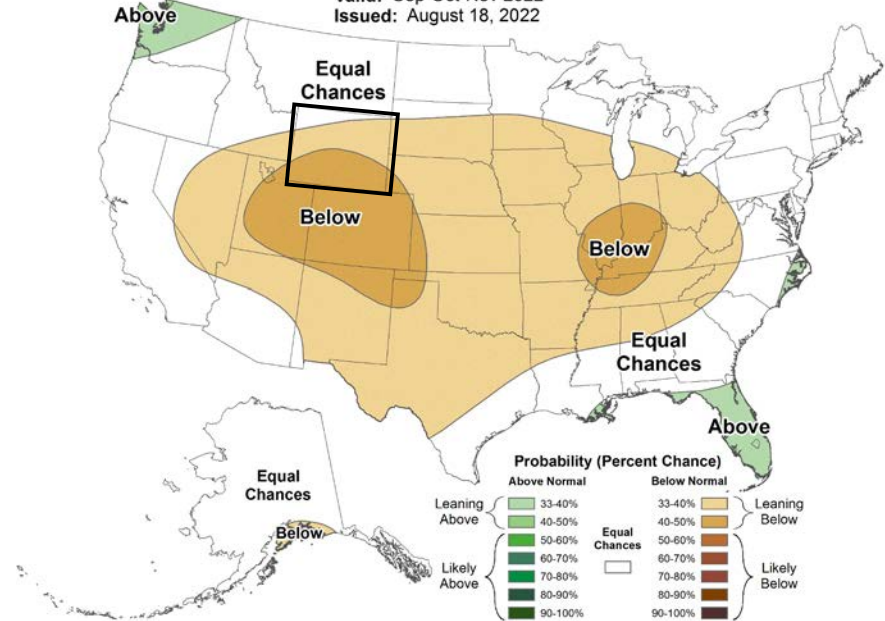 Issued: August 18, 2022
Above
Equal
Chances
Below
Below
Equal
Chances
Above
Equal
Chances
Below
Probability (Percent Chance)
Above Normal
Below Normal
Leaning
Above
33-40%
40-50%
Likely
Above
50-60%
60-70%
70-80%
80-90%
90-100%
Equal
Chances
33-40%
40-50%
Leaning
Below
50-60%
60-70%
70-80%
80-90%
90-100%
Likely
Below